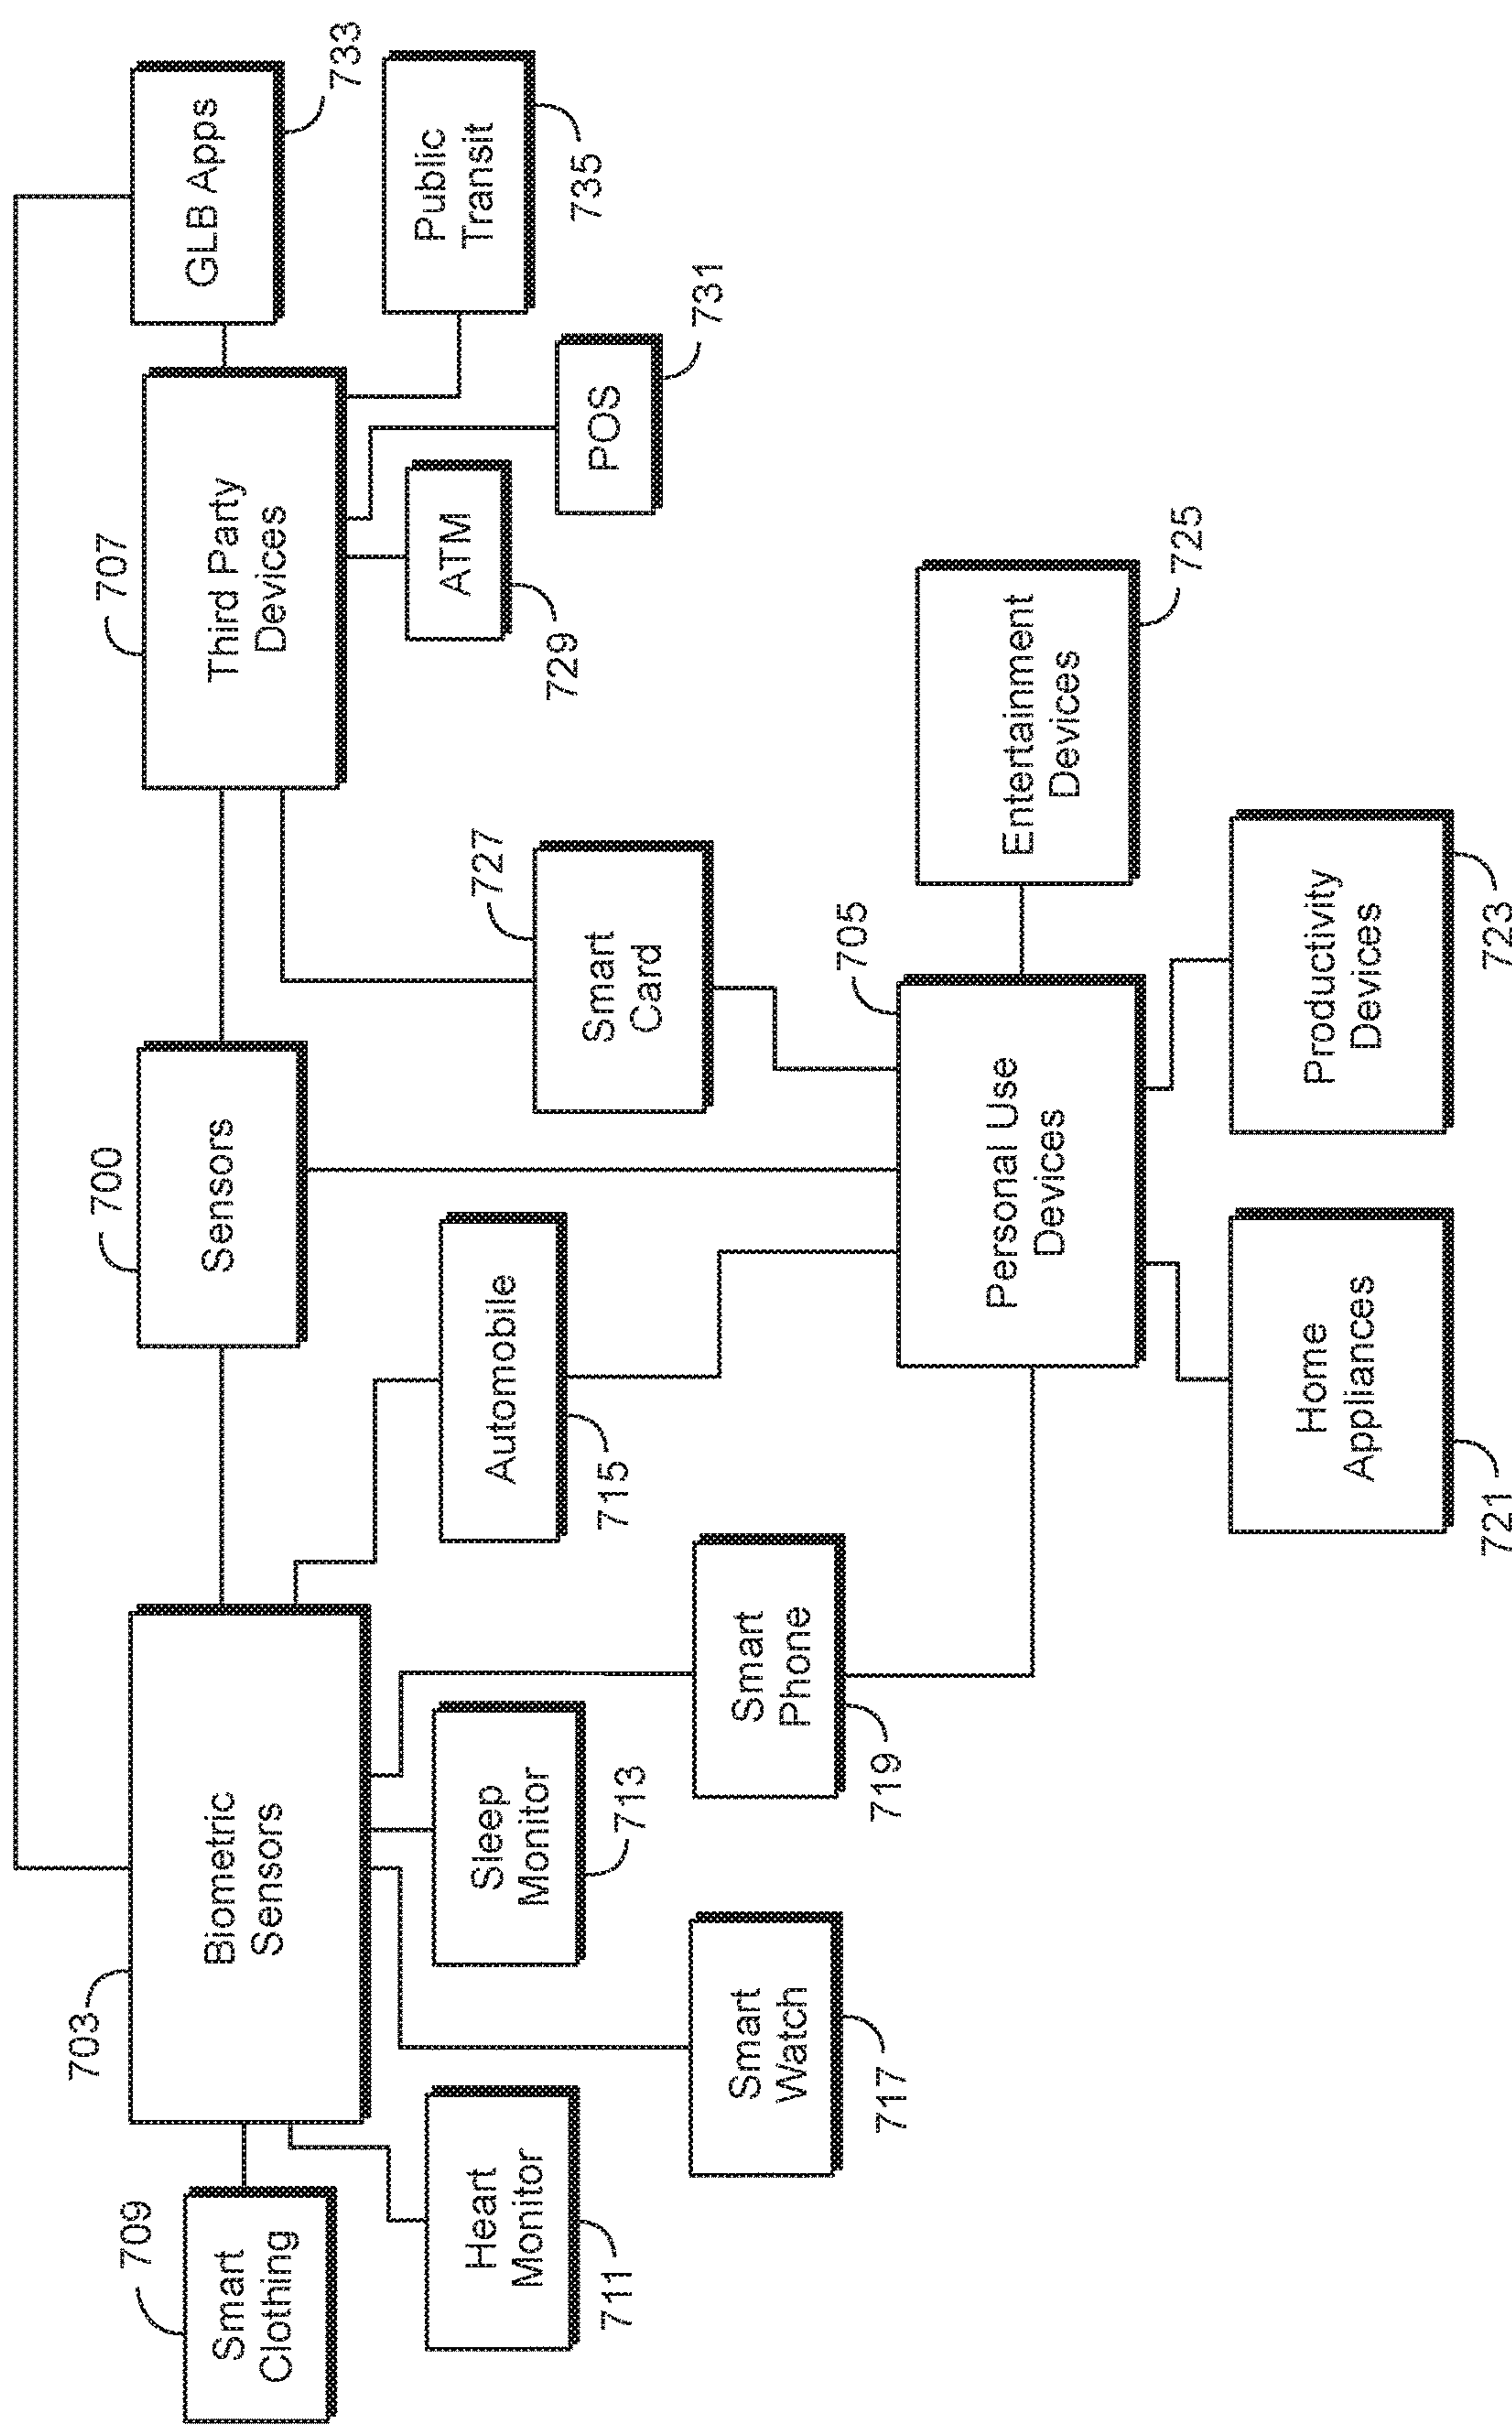 703
Biometric
Sensors
700
Sensors
707
Third Party
Devices
GLB Apps
733
709
Smart
Clothing
Heart
Monitor
711
Sleep
Monitor
713
Automobile
715
727
Smart
Card
ATM
729
POS
731
Public
Transit
735
Smart
Watch
717
Smart
Phone
719
705
Personal Use
Devices
Entertainment
Devices
725
Home
Appliances
721
Productivity
Devices
723